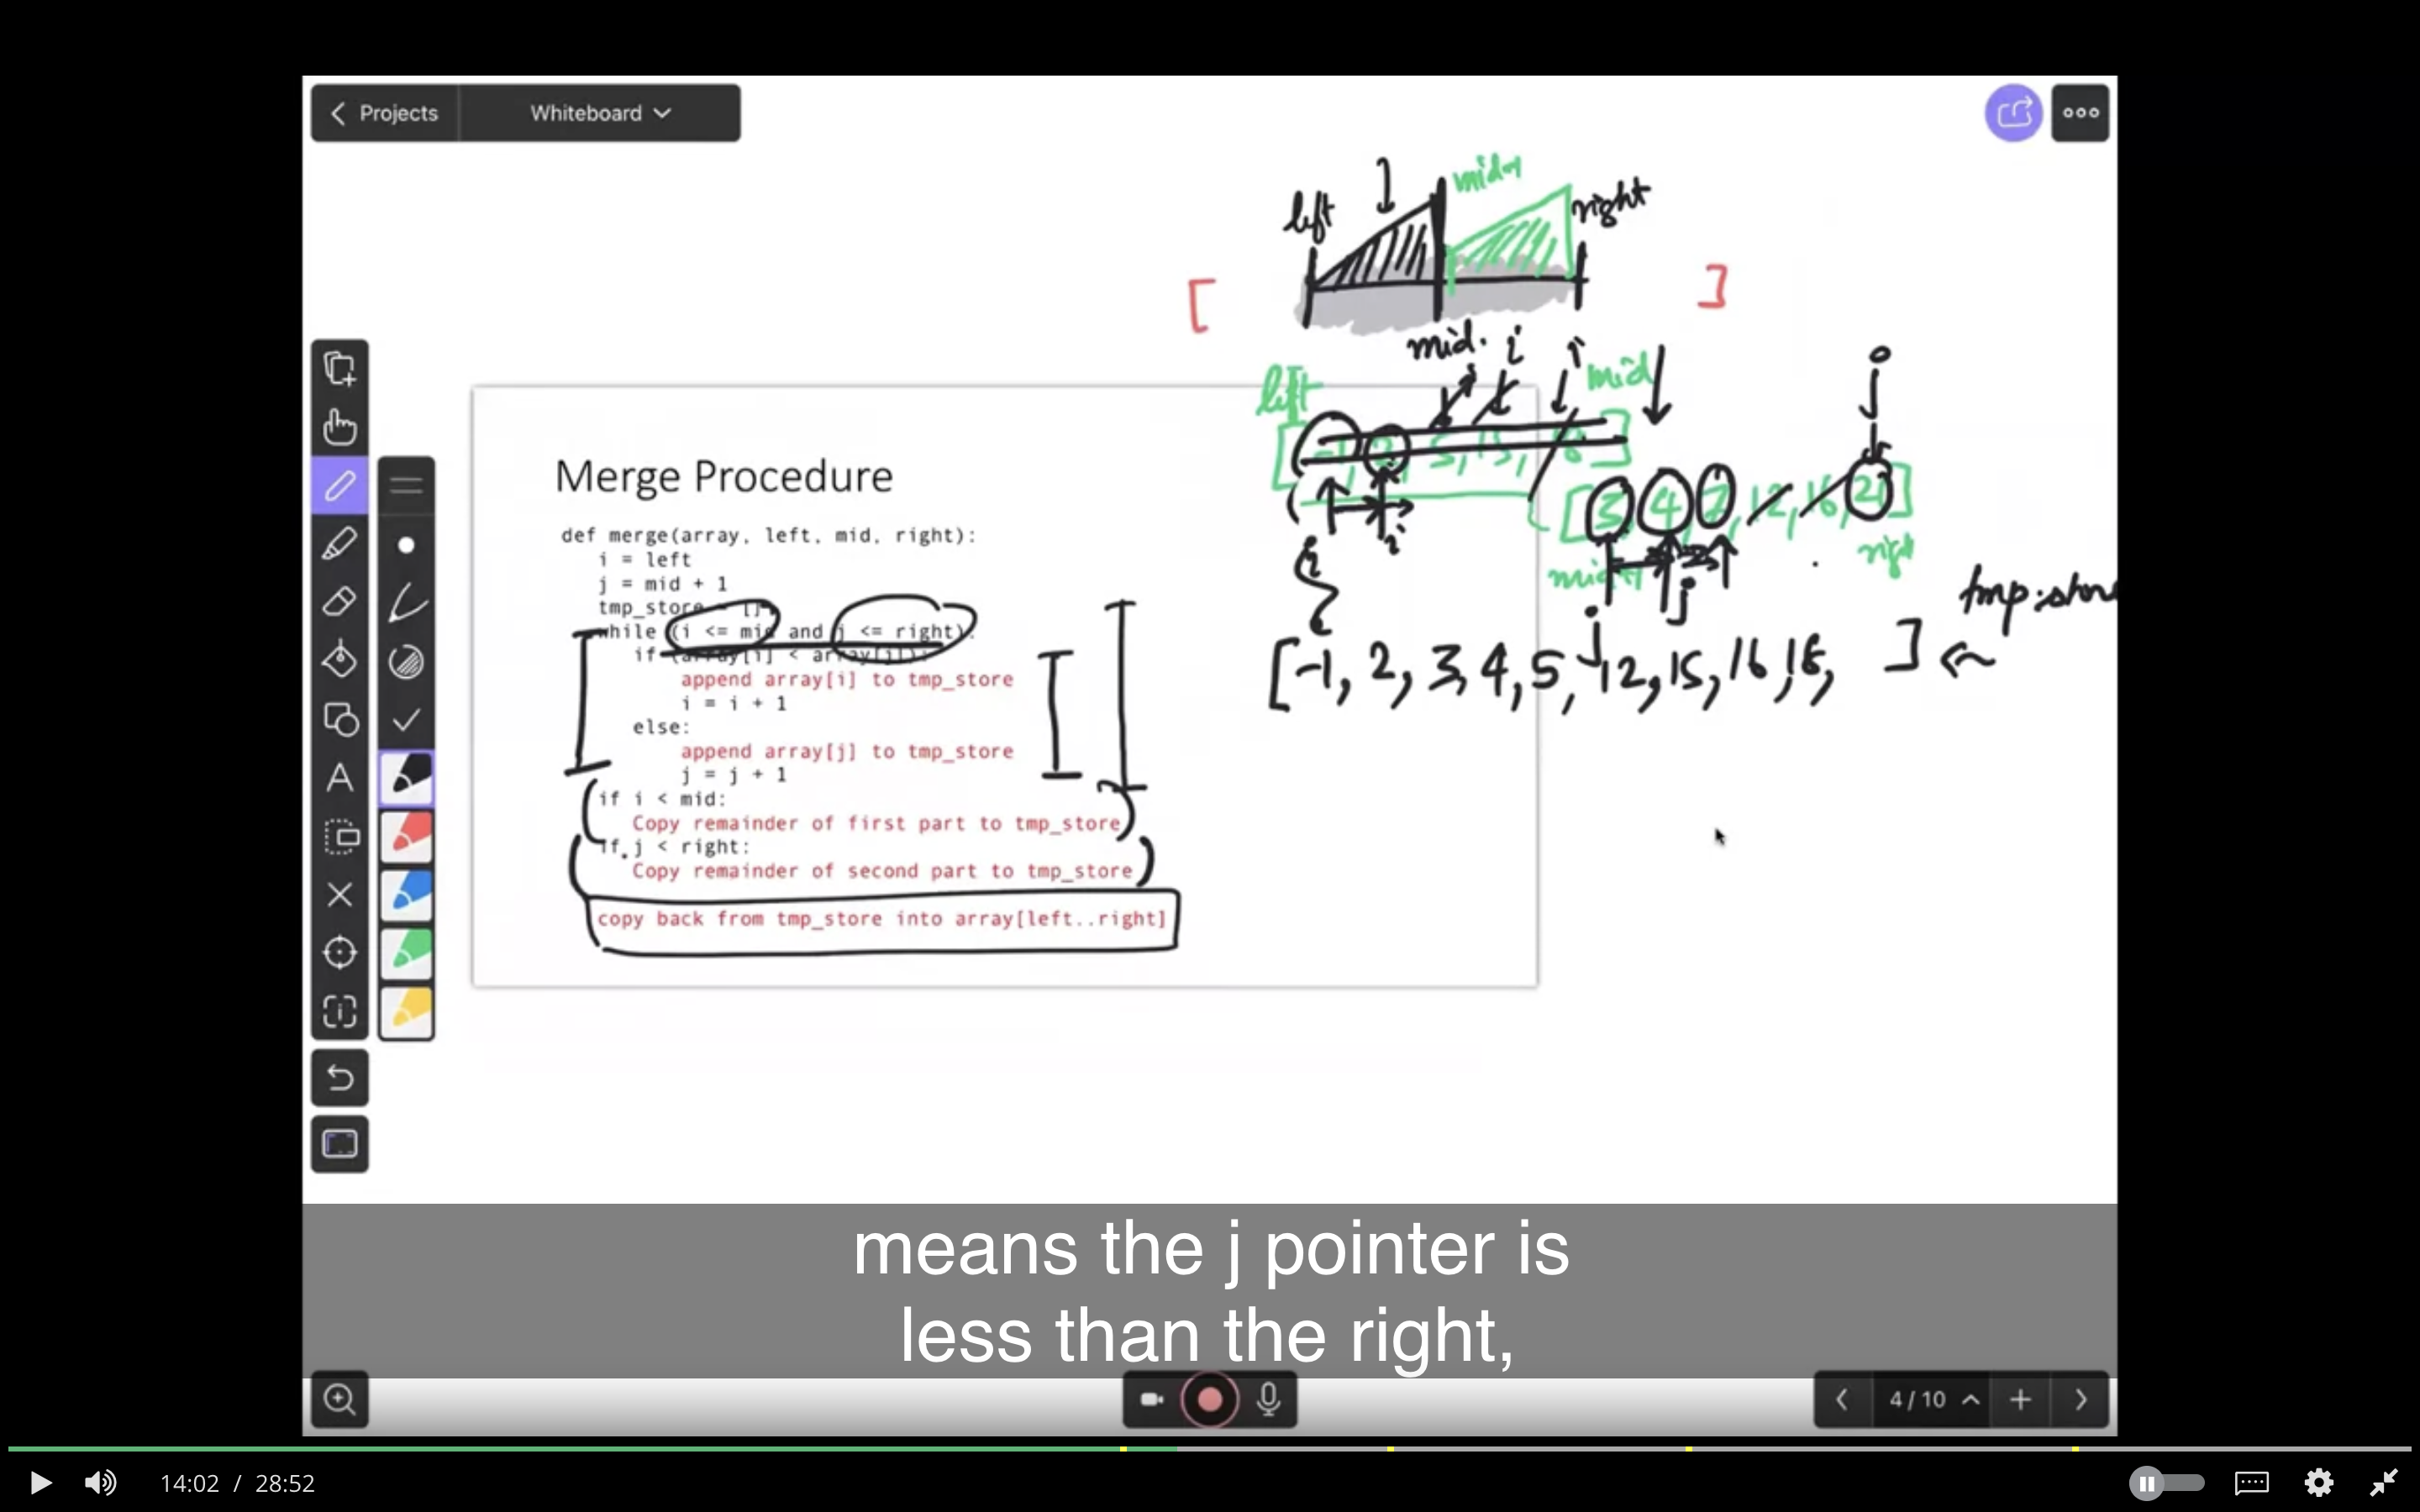 Projects
Whiteboard
left
mid+1
right
[
]
mid.
i
left
mid
j
right
mid+1
i
j
j
tmp.store
[-1, 2, 3, 4, 5, 12, 15, 16, 18, ]
Merge Procedure
def merge(array, left, mid, right):
i = left
j = mid + 1
tmp_store = []
while (i <= mid and j <= right):
if (array[i] < array[j]):
append array[i] to tmp_store
i = i + 1
else:
append array[j] to tmp_store
j = j + 1
if i < mid:
Copy remainder of first part to tmp_store
if j < right:
Copy remainder of second part to tmp_store
copy back from tmp_store into array[left..right]
means the j pointer is
less than the right,
4 / 10
14:02 / 28:52